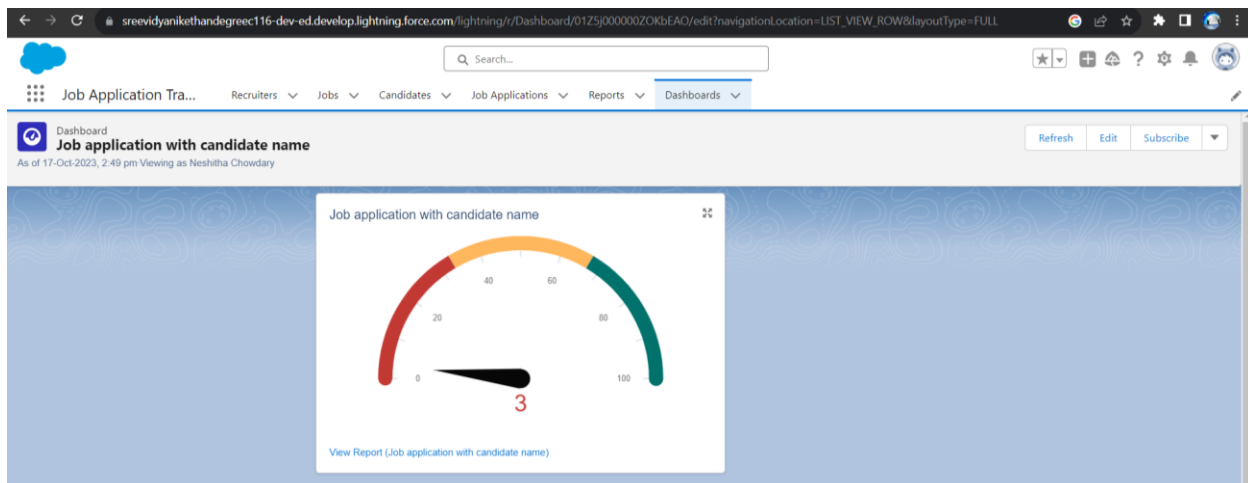 sreevidyanikethandegreec116-dev-ed.develop.lightning.force.com/lightning/r/Dashboard/01Z5j000000ZOKbEAO/edit?navigationLocation=LIST_VIEW_ROW&layoutType=FULL
Search...
Job Application Tra... Recruiters Jobs Candidates Job Applications Reports Dashboards
Dashboard
Job application with candidate name
As of 17-Oct-2023, 2:49 pm Viewing as Neshitha Chowdary
Refresh Edit Subscribe
Job application with candidate name
40 60
20 80
0 100
3
View Report (Job application with candidate name)